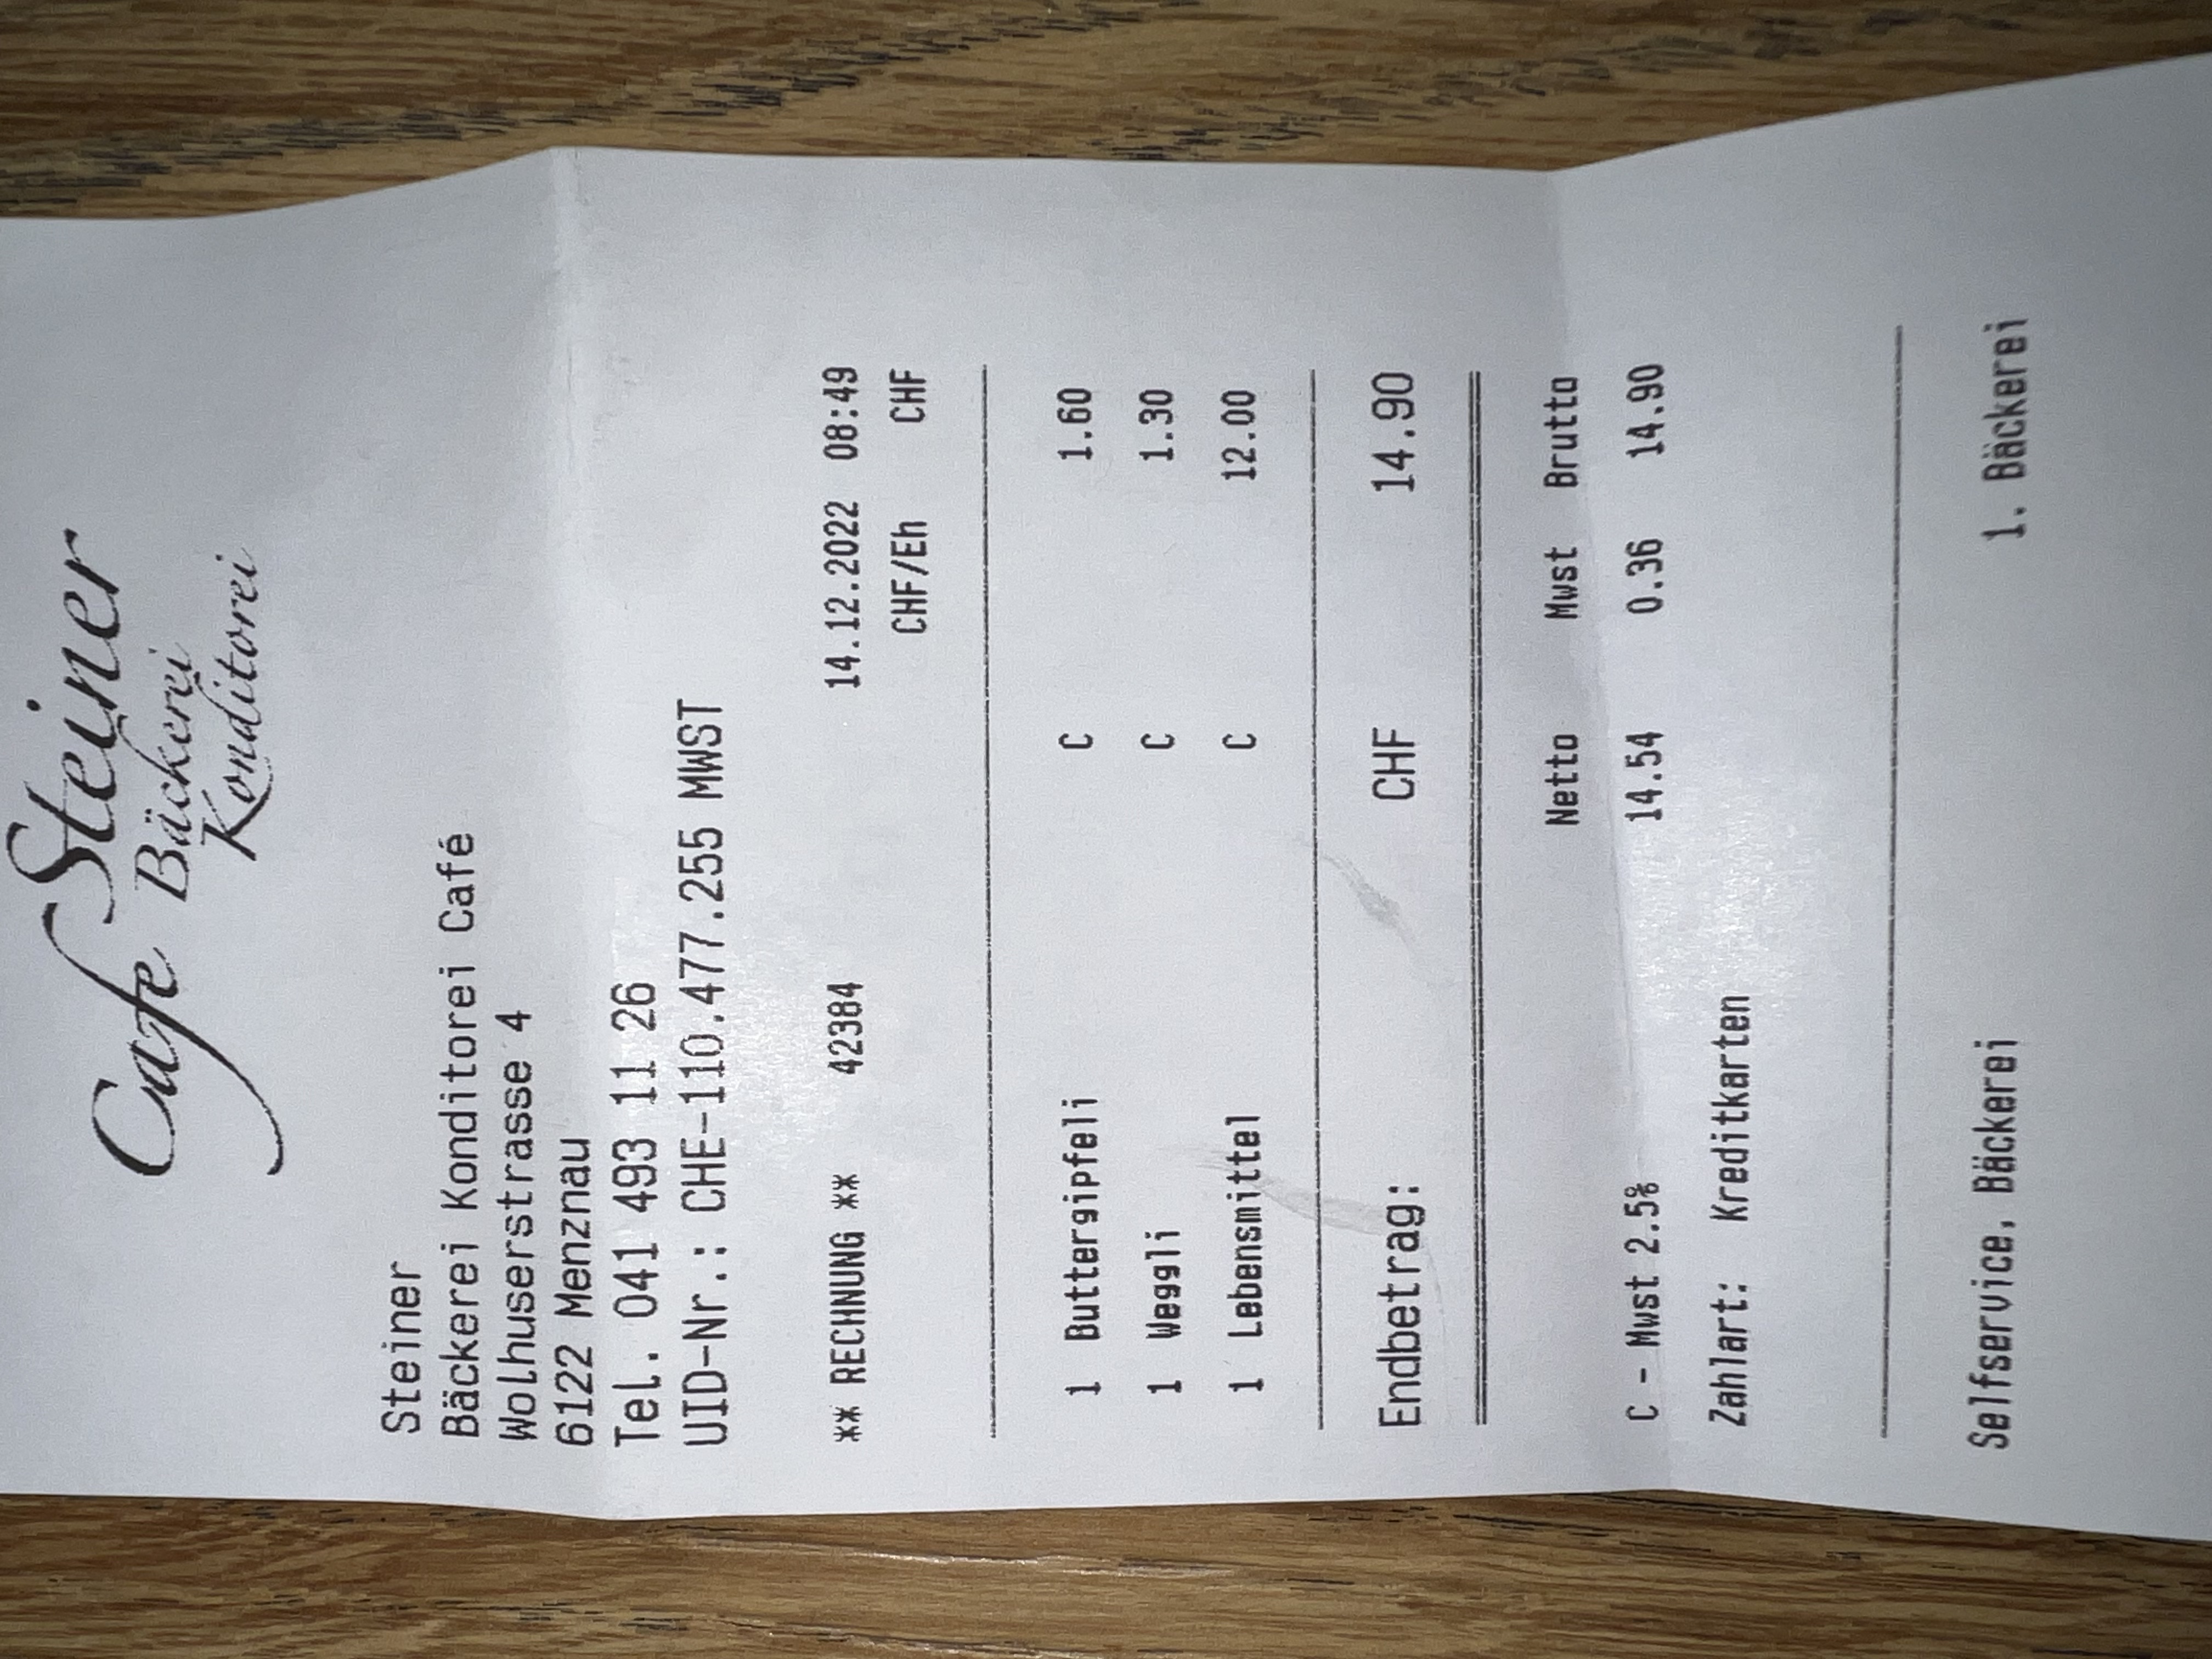 Steiner
Cafe Bäckerei
Konditorei
Steiner
Bäckerei Konditorei Café
Wolhuserstrasse 4
6122 Menznau
Tel. 041 493 11 26
UID-Nr.: CHE-110.477.255 MWST
** RECHNUNG ** 42384 14.12.2022 08:49
CHF/Eh CHF
1 Buttergipfeli C 1.60
1 Weggli C 1.30
1 Lebensmittel C 12.00
Endbetrag: CHF 14.90
Netto Mwst Brutto
C - Mwst 2.5% 14.54 0.36 14.90
Zahlart: Kreditkarten
Selfservice, Bäckerei 1. Bäckerei